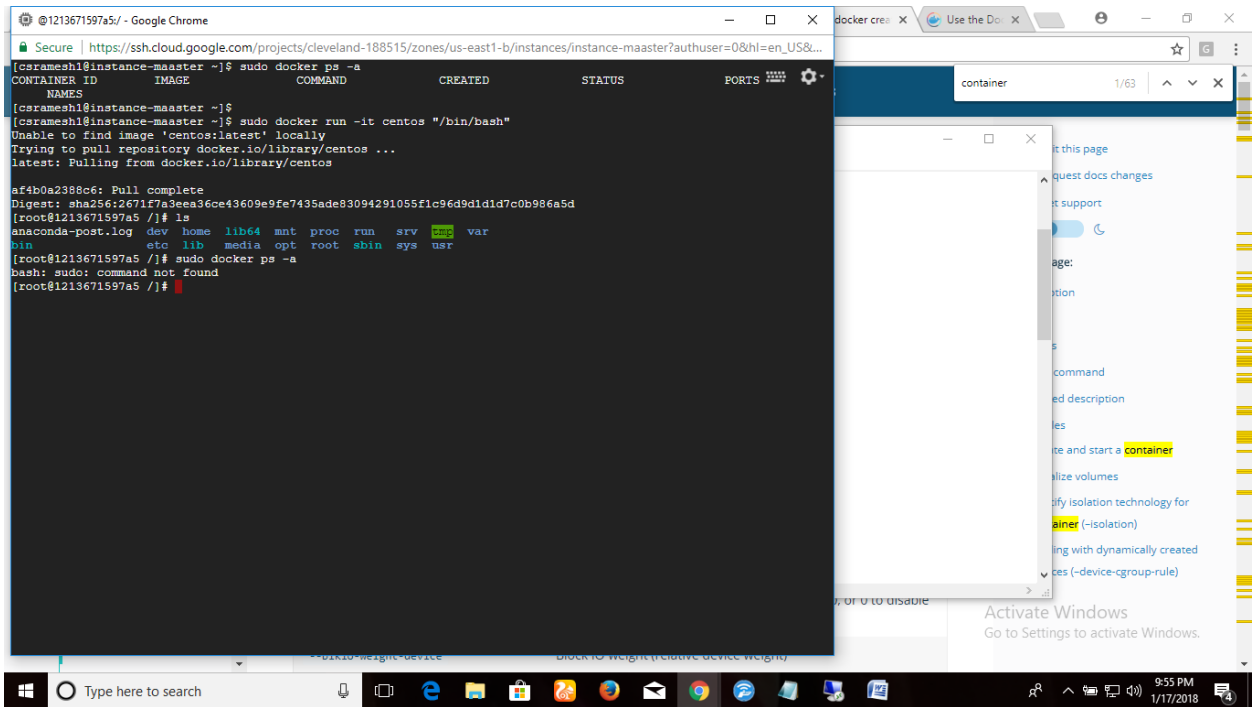 @1213671597a5:/ - Google Chrome
Secure | https://ssh.cloud.google.com/projects/cleveland-188515/zones/us-east1-b/instances/instance-maaster?authuser=0&hl=en_US&...
[csramesh1@instance-maaster ~]$ sudo docker ps -a
CONTAINER ID IMAGE COMMAND CREATED STATUS PORTS
NAMES
[csramesh1@instance-maaster ~]$
[csramesh1@instance-maaster ~]$ sudo docker run -it centos "/bin/bash"
Unable to find image 'centos:latest' locally
Trying to pull repository docker.io/library/centos ...
latest: Pulling from docker.io/library/centos
af4b0a2388c6: Pull complete
Digest: sha256:2671f7a3eea36ce43609e9fe7435ade83094291055f1c96d9d1d1d7c0b986a5d
[root@1213671597a5 /]# ls
anaconda-post.log dev home lib64 mnt proc run srv tmp var
bin etc lib media opt root sbin sys usr
[root@1213671597a5 /]# sudo docker ps -a
bash: sudo: command not found
[root@1213671597a5 /]#
docker crea
Use the Do
container 1/63
it this page
quest docs changes
et support
age:
ption
s
command
ed description
les
te and start a container
alize volumes
ify isolation technology for
ainer (–isolation)
ing with dynamically created
ces (–device-cgroup-rule)
, or 0 to disable
--blkio-weight-device Block IO weight (relative device weight)
Activate Windows
Go to Settings to activate Windows.
Type here to search
9:55 PM
1/17/2018
4